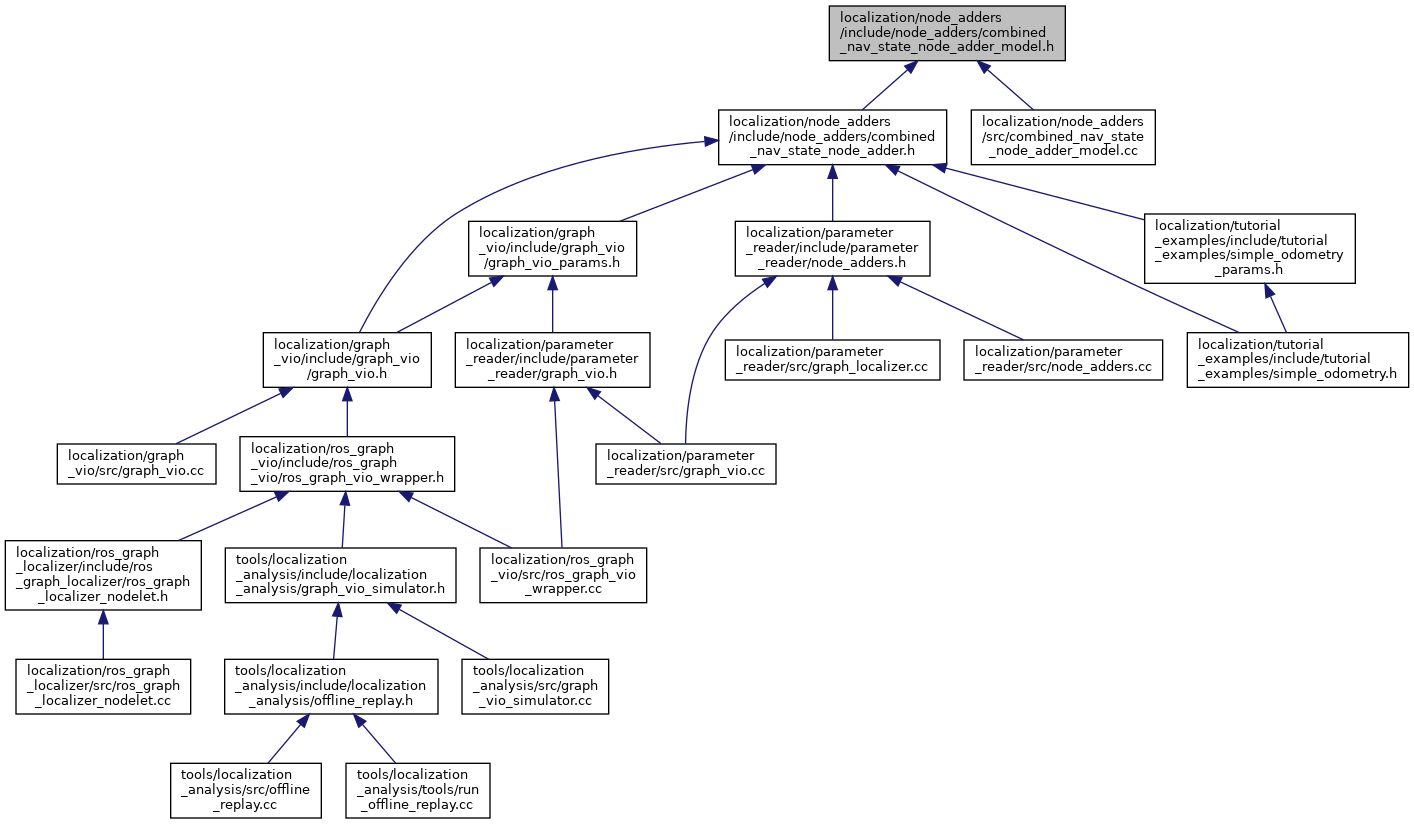 localization/node_adders
/include/node_adders/combined
_nav_state_node_adder_model.h
localization/node_adders
/include/node_adders/combined
_nav_state_node_adder.h
localization/node_adders
/src/combined_nav_state
_node_adder_model.cc
localization/graph
_vio/include/graph_vio
/graph_vio_params.h
localization/parameter
_reader/include/parameter
_reader/node_adders.h
localization/tutorial
_examples/include/tutorial
_examples/simple_odometry
_params.h
localization/graph
_vio/include/graph_vio
/graph_vio.h
localization/parameter
_reader/include/parameter
_reader/graph_vio.h
localization/parameter
_reader/src/graph_localizer.cc
localization/parameter
_reader/src/node_adders.cc
localization/tutorial
_examples/include/tutorial
_examples/simple_odometry.h
localization/graph
_vio/src/graph_vio.cc
localization/ros_graph
_vio/include/ros_graph
_vio/ros_graph_vio_wrapper.h
localization/parameter
_reader/src/graph_vio.cc
localization/ros_graph
_localizer/include/ros
_graph_localizer/ros_graph
_localizer_nodelet.h
tools/localization
_analysis/include/localization
_analysis/graph_vio_simulator.h
localization/ros_graph
_vio/src/ros_graph_vio
_wrapper.cc
localization/ros_graph
_localizer/src/ros_graph
_localizer_nodelet.cc
tools/localization
_analysis/include/localization
_analysis/offline_replay.h
tools/localization
_analysis/src/graph
_vio_simulator.cc
tools/localization
_analysis/src/offline
_replay.cc
tools/localization
_analysis/tools/run
_offline_replay.cc